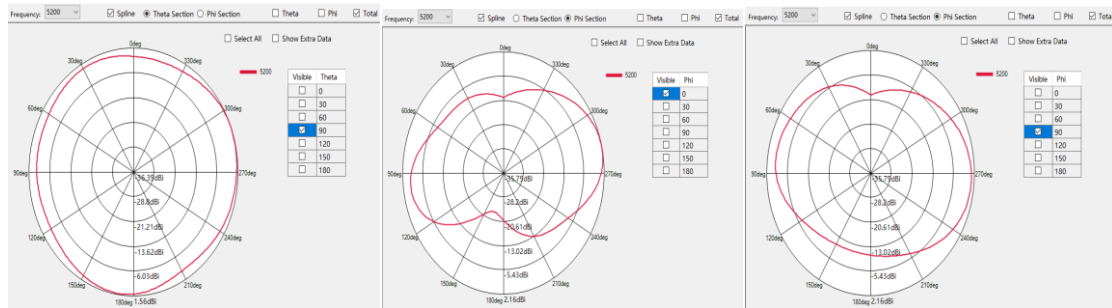 Frequency: 5200 Spline Theta Section Phi Section Theta Phi Total
Select All Show Extra Data
5200
Visible Theta
0
30
60
90
120
150
180
0deg
330deg
300deg
270deg
240deg
210deg
180deg
150deg
120deg
90deg
60deg
30deg
-36.39dBi
-28.8dBi
-21.21dBi
-13.62dBi
-6.03dBi
1.56dBi
Frequency: 5200 Spline Theta Section Phi Section Theta Phi Total
Select All Show Extra Data
5200
Visible Phi
0
30
60
90
120
150
180
0deg
330deg
300deg
270deg
240deg
210deg
180deg
150deg
120deg
90deg
60deg
30deg
-35.79dBi
-28.2dBi
-20.61dBi
-13.02dBi
-5.43dBi
2.16dBi
Frequency: 5200 Spline Theta Section Phi Section Theta Phi Total
Select All Show Extra Data
5200
Visible Phi
0
30
60
90
120
150
180
0deg
330deg
300deg
270deg
240deg
210deg
180deg
150deg
120deg
90deg
60deg
30deg
-35.79dBi
-28.2dBi
-20.61dBi
-13.02dBi
-5.43dBi
2.16dBi